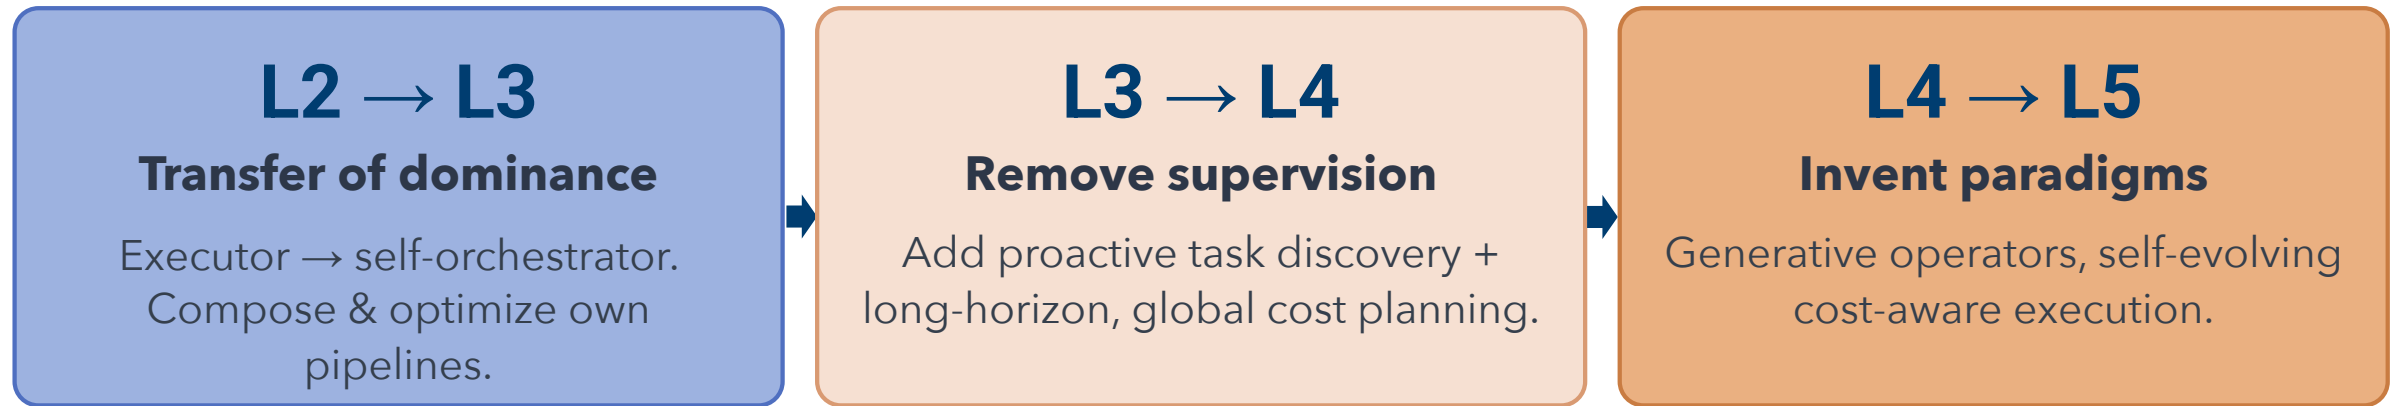 L2 → L3
Transfer of dominance
Executor → self-orchestrator.
Compose & optimize own
pipelines.
L3 → L4
Remove supervision
Add proactive task discovery +
long-horizon, global cost planning.
L4 → L5
Invent paradigms
Generative operators, self-evolving
cost-aware execution.